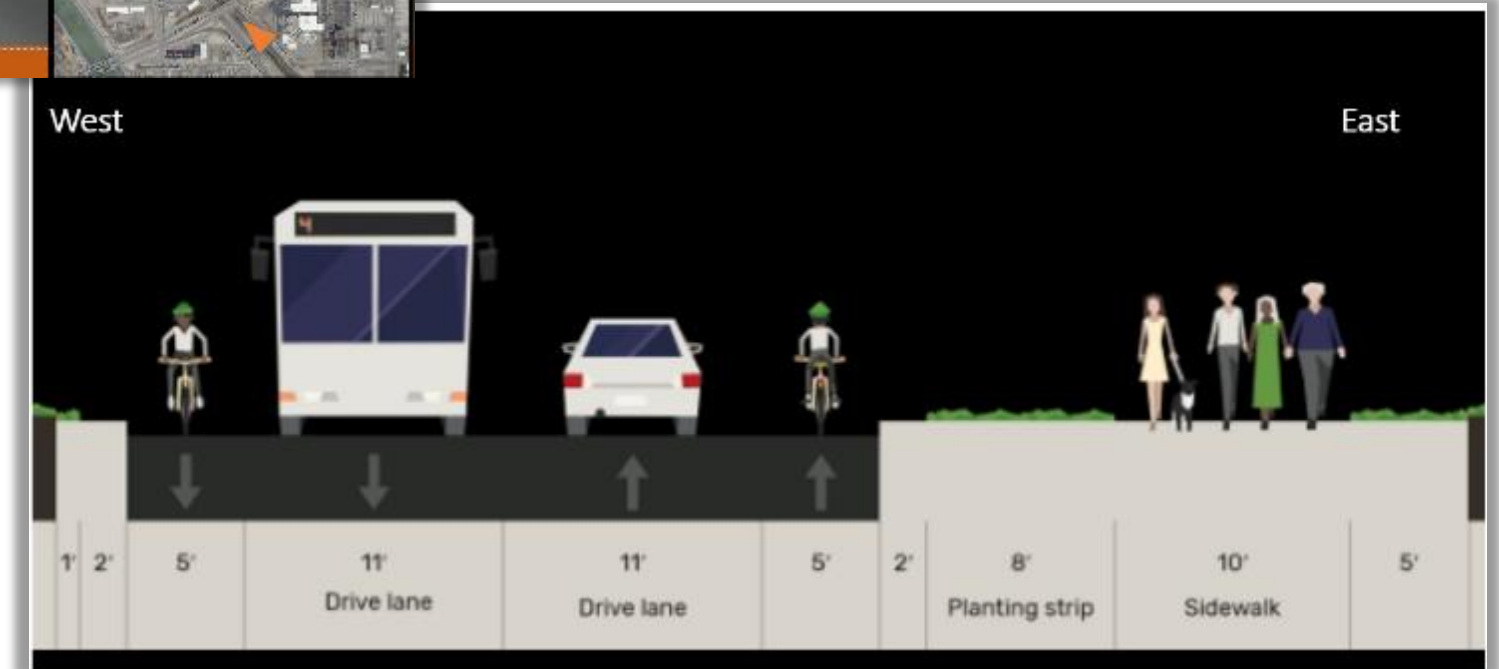 West
East
4
1' 2' 5' 11' 11' 5' 2' 8' 10' 5'
Drive lane Drive lane Planting strip Sidewalk